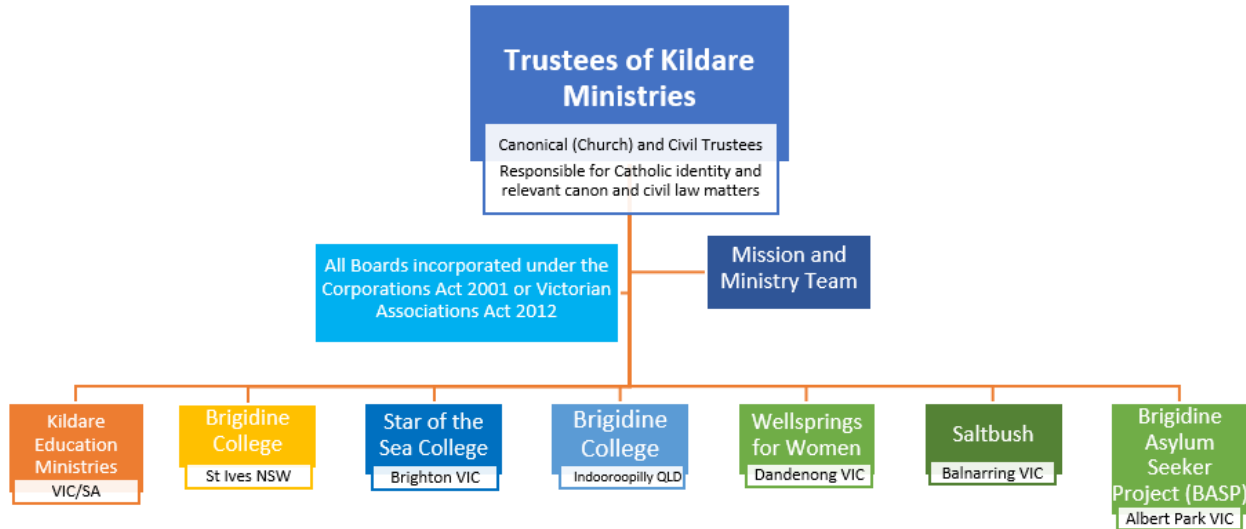 Trustees of Kildare
Ministries
Canonical (Church) and Civil Trustees
Responsible for Catholic identity and
relevant canon and civil law matters
All Boards incorporated under the
Corporations Act 2001 or Victorian
Associations Act 2012
Mission and
Ministry Team
Kildare
Education
Ministries
VIC/SA
Brigidine
College
St Ives NSW
Star of the
Sea College
Brighton VIC
Brigidine
College
Indooroopilly QLD
Wellsprings
for Women
Dandenong VIC
Saltbush
Balnarring VIC
Brigidine
Asylum
Seeker
Project (BASP)
Albert Park VIC